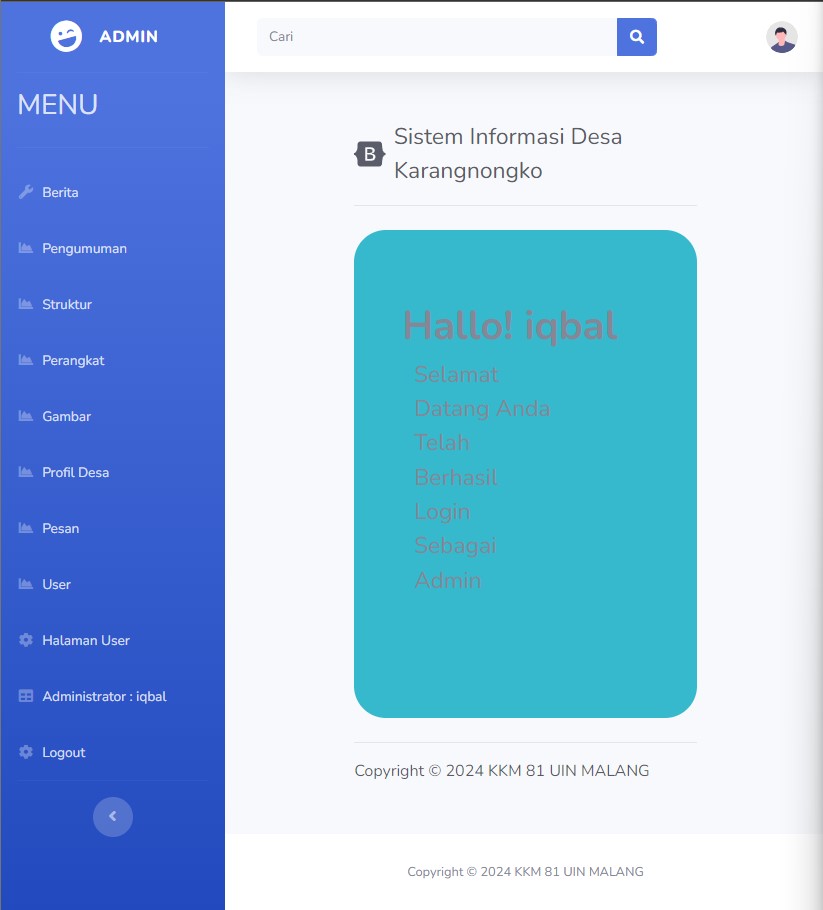 ADMIN
MENU
Berita
Pengumuman
Struktur
Perangkat
Gambar
Profil Desa
Pesan
User
Halaman User
Administrator : iqbal
Logout
Cari
B
Sistem Informasi Desa
Karangnongko
Hallo! iqbal
Selamat
Datang Anda
Telah
Berhasil
Login
Sebagai
Admin
Copyright © 2024 KKM 81 UIN MALANG
Copyright © 2024 KKM 81 UIN MALANG